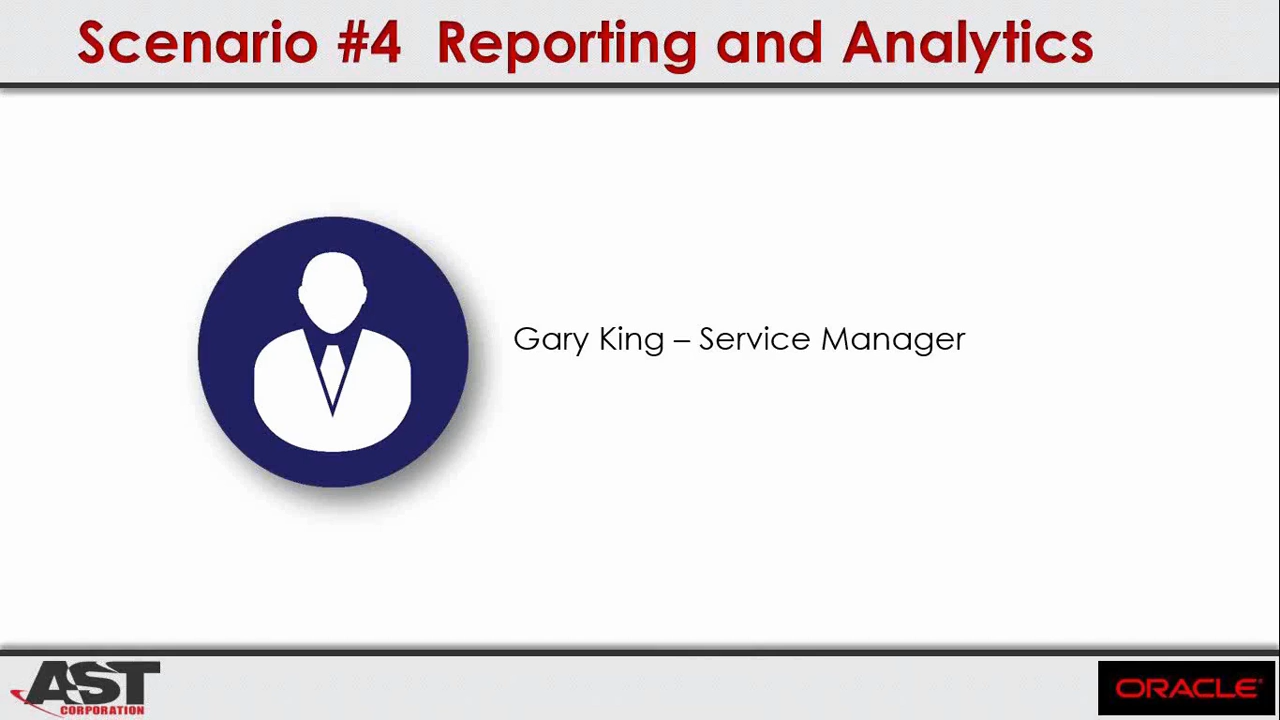 Scenario #4 Reporting and Analytics
Gary King – Service Manager
AST
CORPORATION
ORACLE